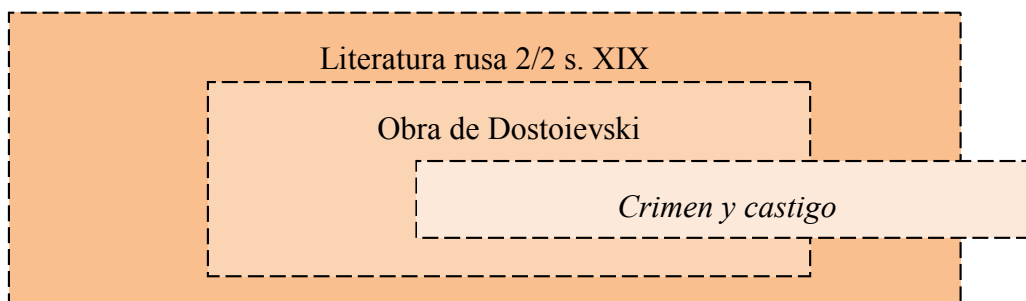 Literatura rusa 2/2 s. XIX
Obra de Dostoievski
Crimen y castigo